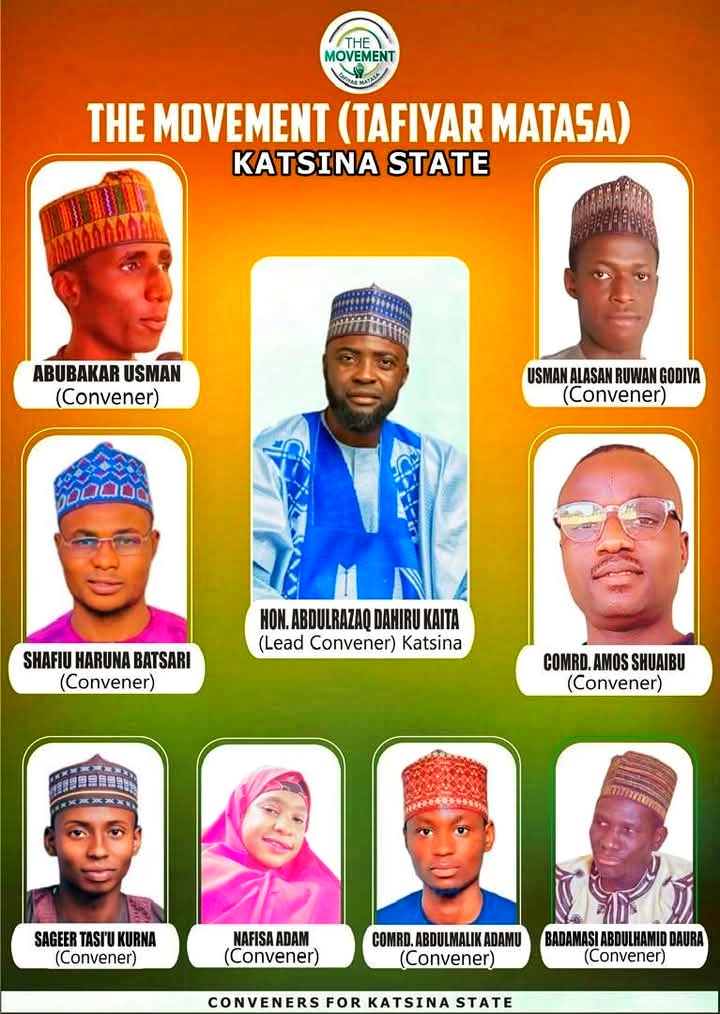 THE
MOVEMENT
TAFIYAR MATASA
THE MOVEMENT (TAFIYAR MATASA)
KATSINA STATE
ABUBAKAR USMAN
(Convener)
USMAN ALASAN RUWAN GODIYA
(Convener)
HON. ABDULRAZAQ DAHIRU KAITA
(Lead Convener) Katsina
SHAFIU HARUNA BATSARI
(Convener)
COMRD. AMOS SHUAIBU
(Convener)
SAGEER TASI'U KURNA
(Convener)
NAFISA ADAM
(Convener)
COMRD. ABDULMALIK ADAMU
(Convener)
BADAMASI ABDULHAMID DAURA
(Convener)
CONVENERS FOR KATSINA STATE